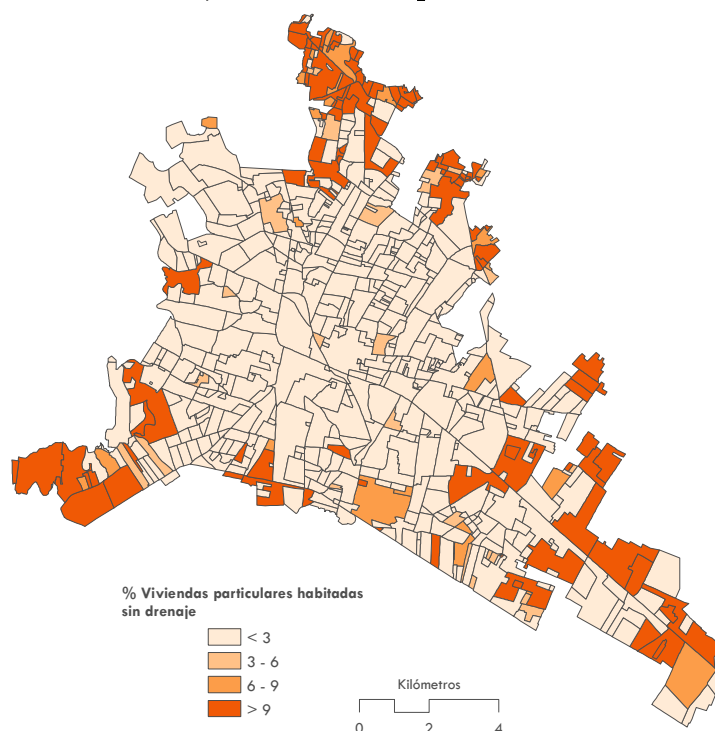 % Viviendas particulares habitadas
sin drenaje
< 3
3 - 6
6 - 9
> 9
Kilómetros
0 2 4